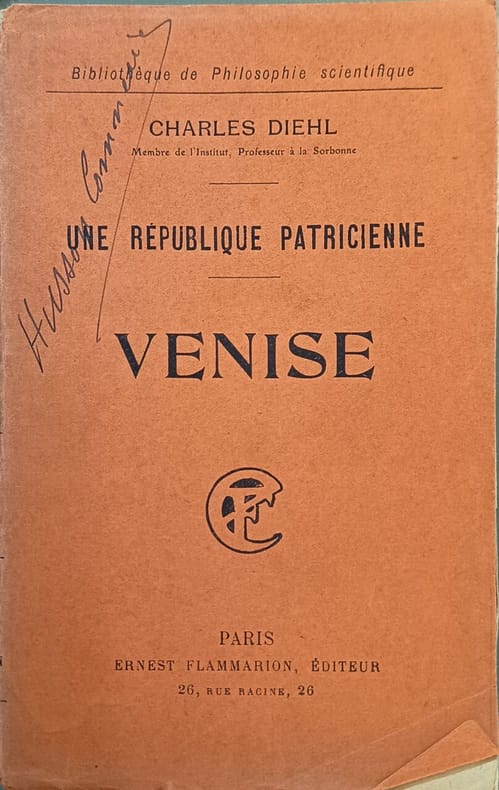 Bibliothèque de Philosophie scientifique
CHARLES DIEHL
Membre de l'Institut, Professeur à la Sorbonne
UNE RÉPUBLIQUE PATRICIENNE
VENISE
PARIS
ERNEST FLAMMARION, ÉDITEUR
26, RUE RACINE, 26